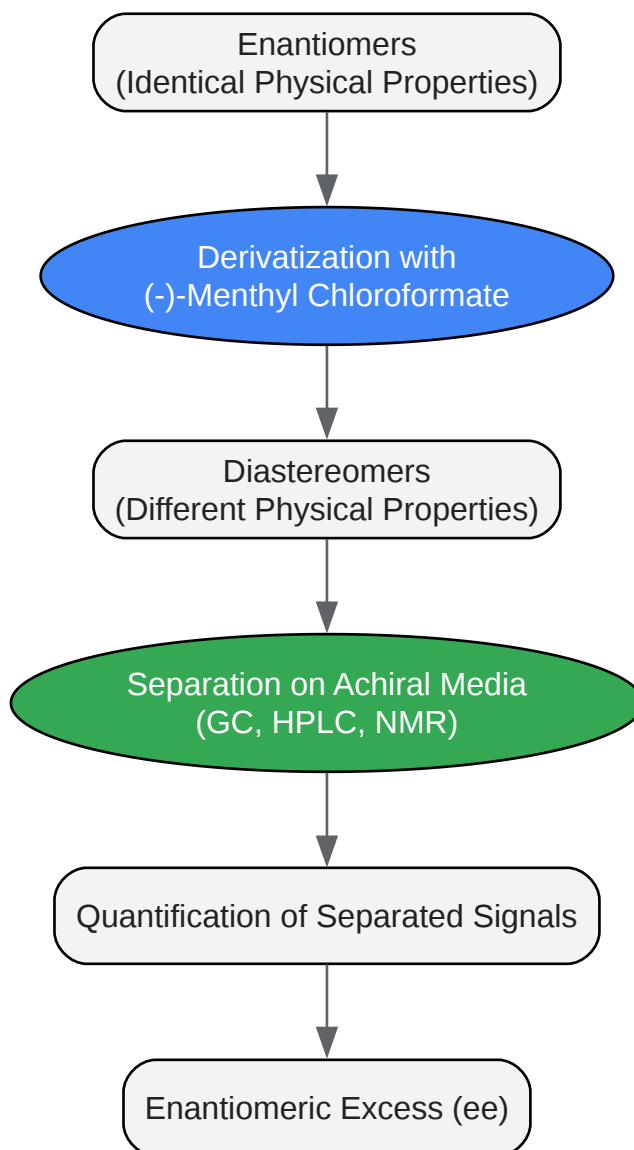 Enantiomers
(Identical Physical Properties)
Derivatization with
(-)-Menthyl Chloroformate
Diastereomers
(Different Physical Properties)
Separation on Achiral Media
(GC, HPLC, NMR)
Quantification of Separated Signals
Enantiomeric Excess (ee)